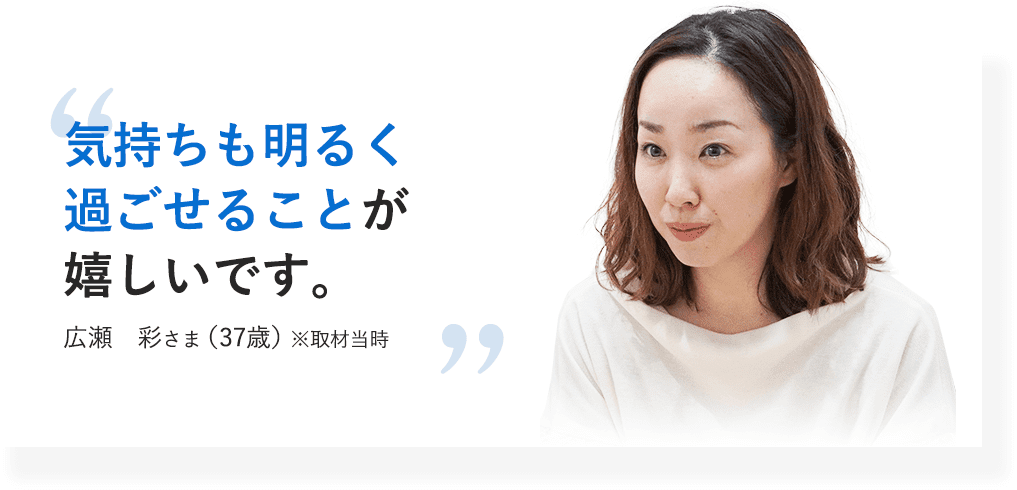 “
気持ちも明るく
過ごせることが
嬉しいです。
広瀬　彩さま（37歳）※取材当時
”